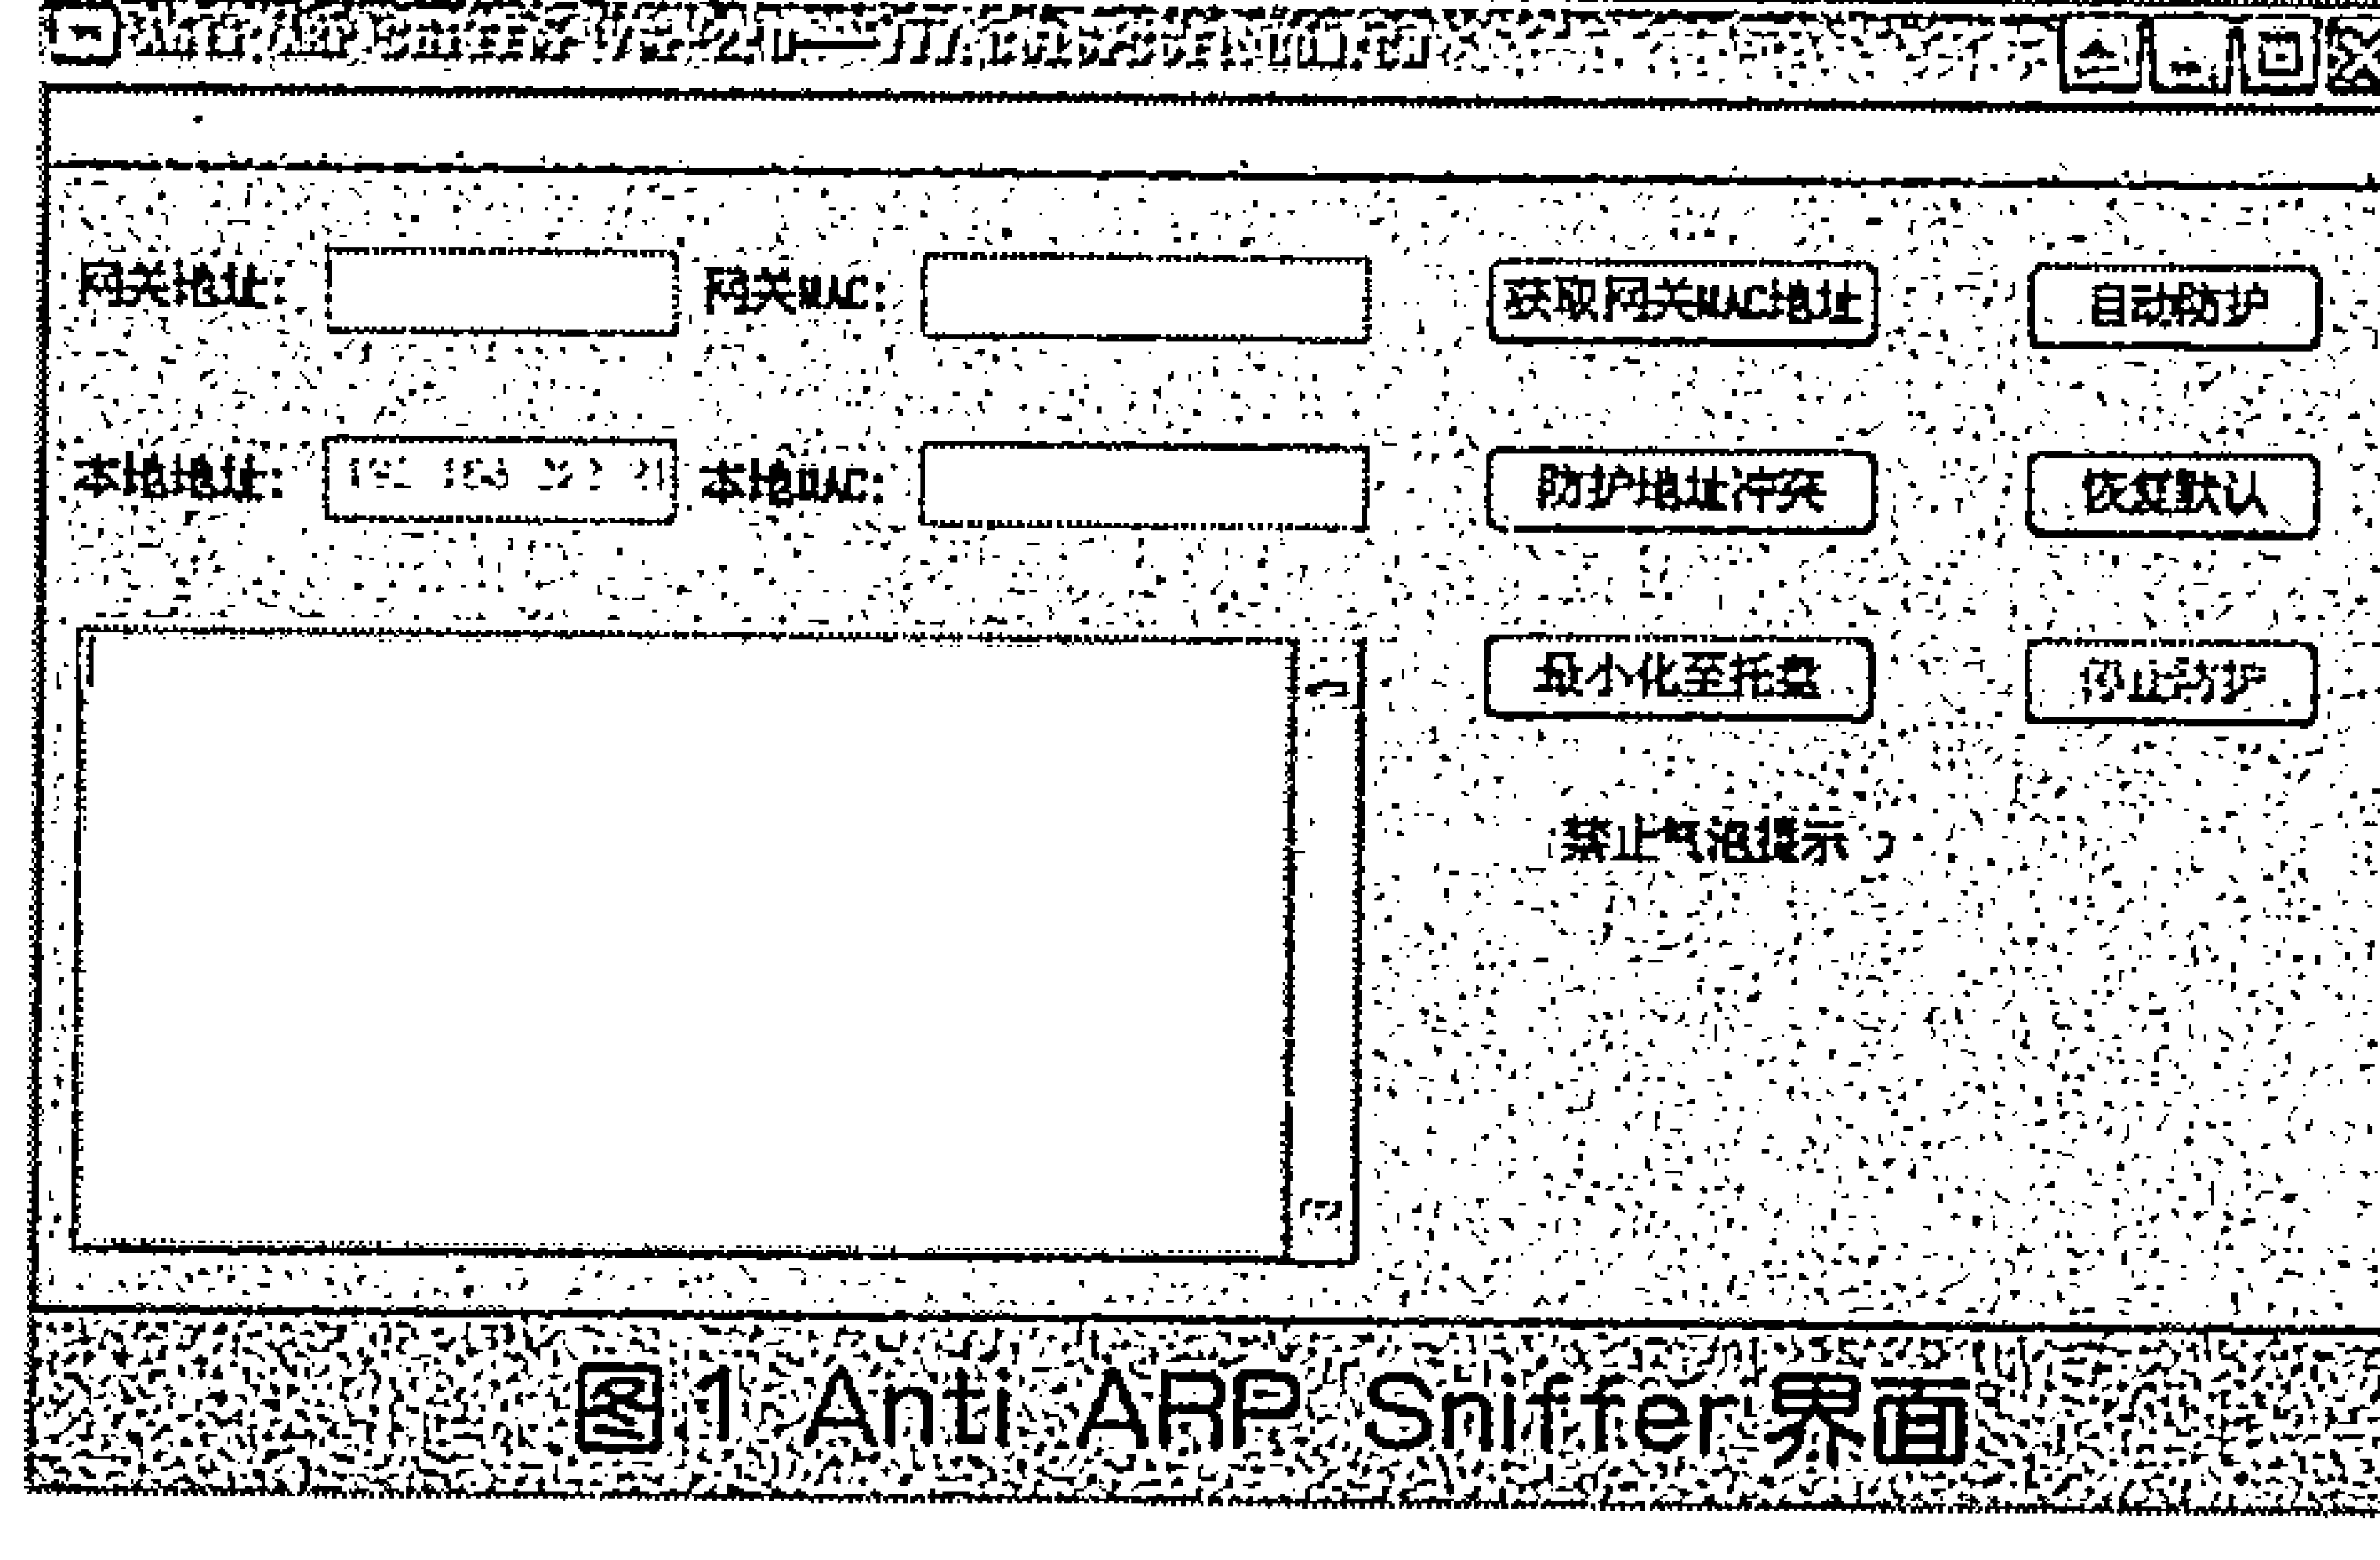 网关地址: 网关MAC: 获取网关MAC地址 自动防护
本地地址: 本地MAC: 防护地址冲突 恢复默认
最小化至托盘 停止防护
禁止气泡提示
图1 Anti ARP Sniffer界面